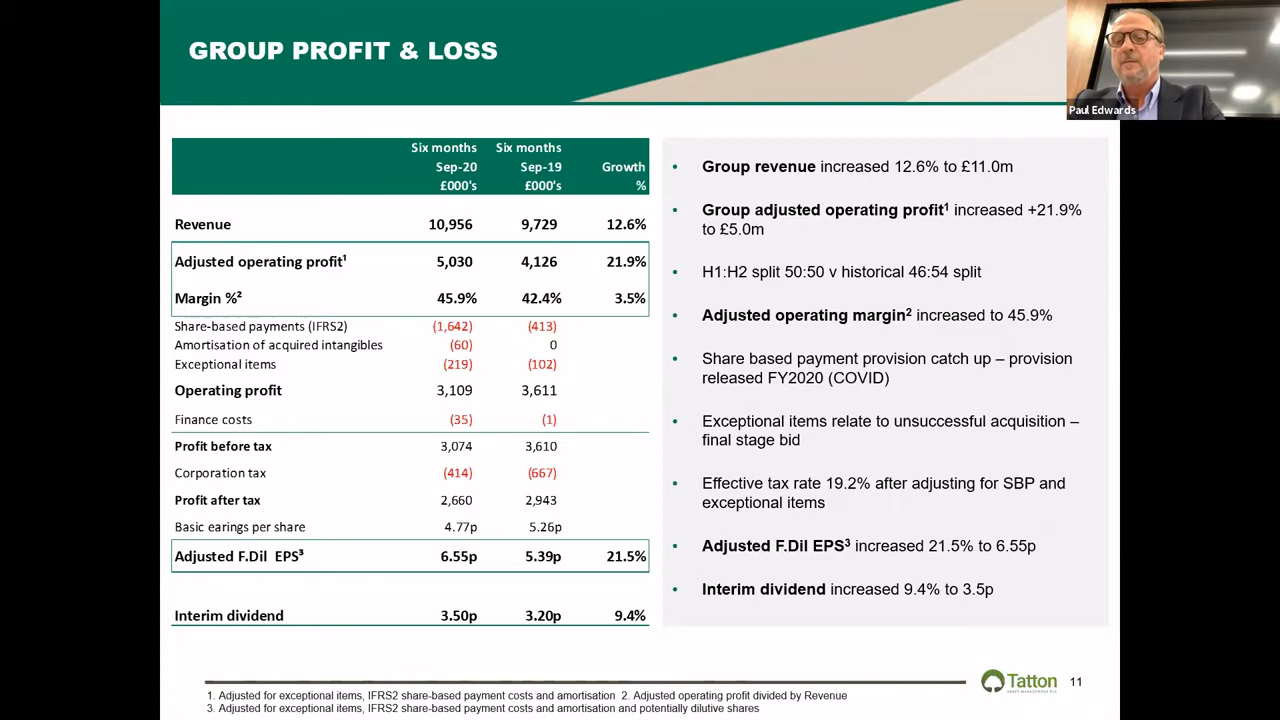 GROUP PROFIT & LOSS
Paul Edwards
Six months Six months
Sep-20 Sep-19 Growth
£000's £000's %
Revenue 10,956 9,729 12.6%
Adjusted operating profit¹ 5,030 4,126 21.9%
Margin %² 45.9% 42.4% 3.5%
Share-based payments (IFRS2) (1,642) (413)
Amortisation of acquired intangibles (60) 0
Exceptional items (219) (102)
Operating profit 3,109 3,611
Finance costs (35) (1)
Profit before tax 3,074 3,610
Corporation tax (414) (667)
Profit after tax 2,660 2,943
Basic earings per share 4.77p 5.26p
Adjusted F.Dil EPS³ 6.55p 5.39p 21.5%
Interim dividend 3.50p 3.20p 9.4%
• Group revenue increased 12.6% to £11.0m
• Group adjusted operating profit¹ increased +21.9%
to £5.0m
• H1:H2 split 50:50 v historical 46:54 split
• Adjusted operating margin² increased to 45.9%
• Share based payment provision catch up – provision
released FY2020 (COVID)
• Exceptional items relate to unsuccessful acquisition –
final stage bid
• Effective tax rate 19.2% after adjusting for SBP and
exceptional items
• Adjusted F.Dil EPS³ increased 21.5% to 6.55p
• Interim dividend increased 9.4% to 3.5p
1. Adjusted for exceptional items, IFRS2 share-based payment costs and amortisation 2. Adjusted operating profit divided by Revenue
3. Adjusted for exceptional items, IFRS2 share-based payment costs and amortisation and potentially dilutive shares
Tatton
ASSET MANAGEMENT PLC
11